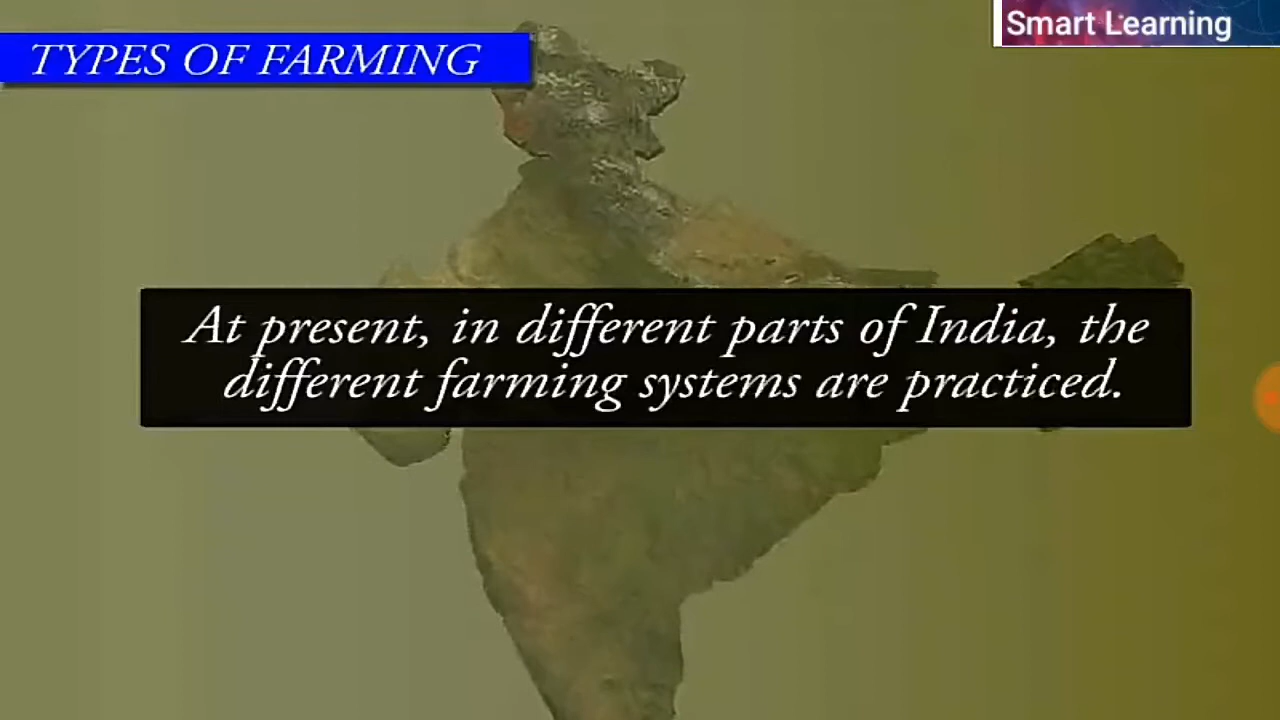 Smart Learning
TYPES OF FARMING
At present, in different parts of India, the
different farming systems are practiced.